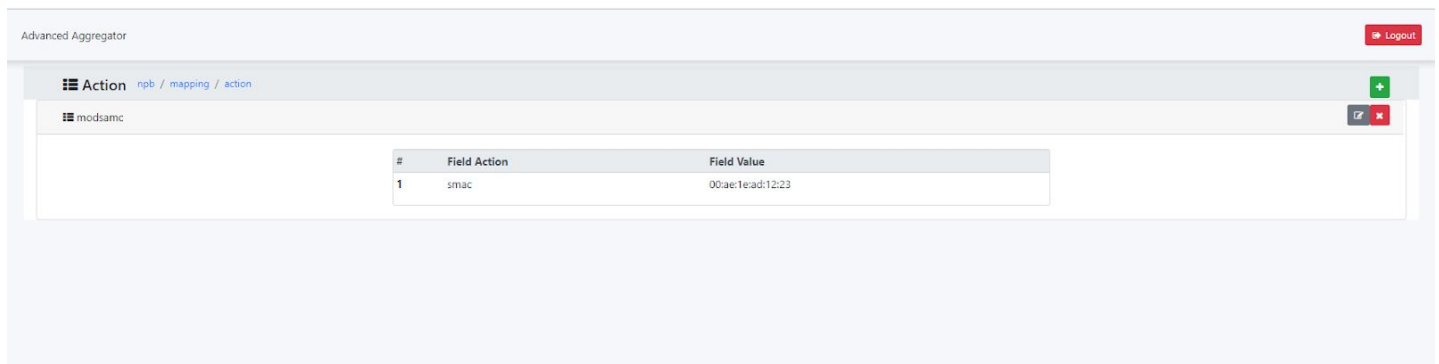 Advanced Aggregator
Logout
Action npb / mapping / action
modsamc
# Field Action Field Value
1 smac 00:ae:1e:ad:12:23